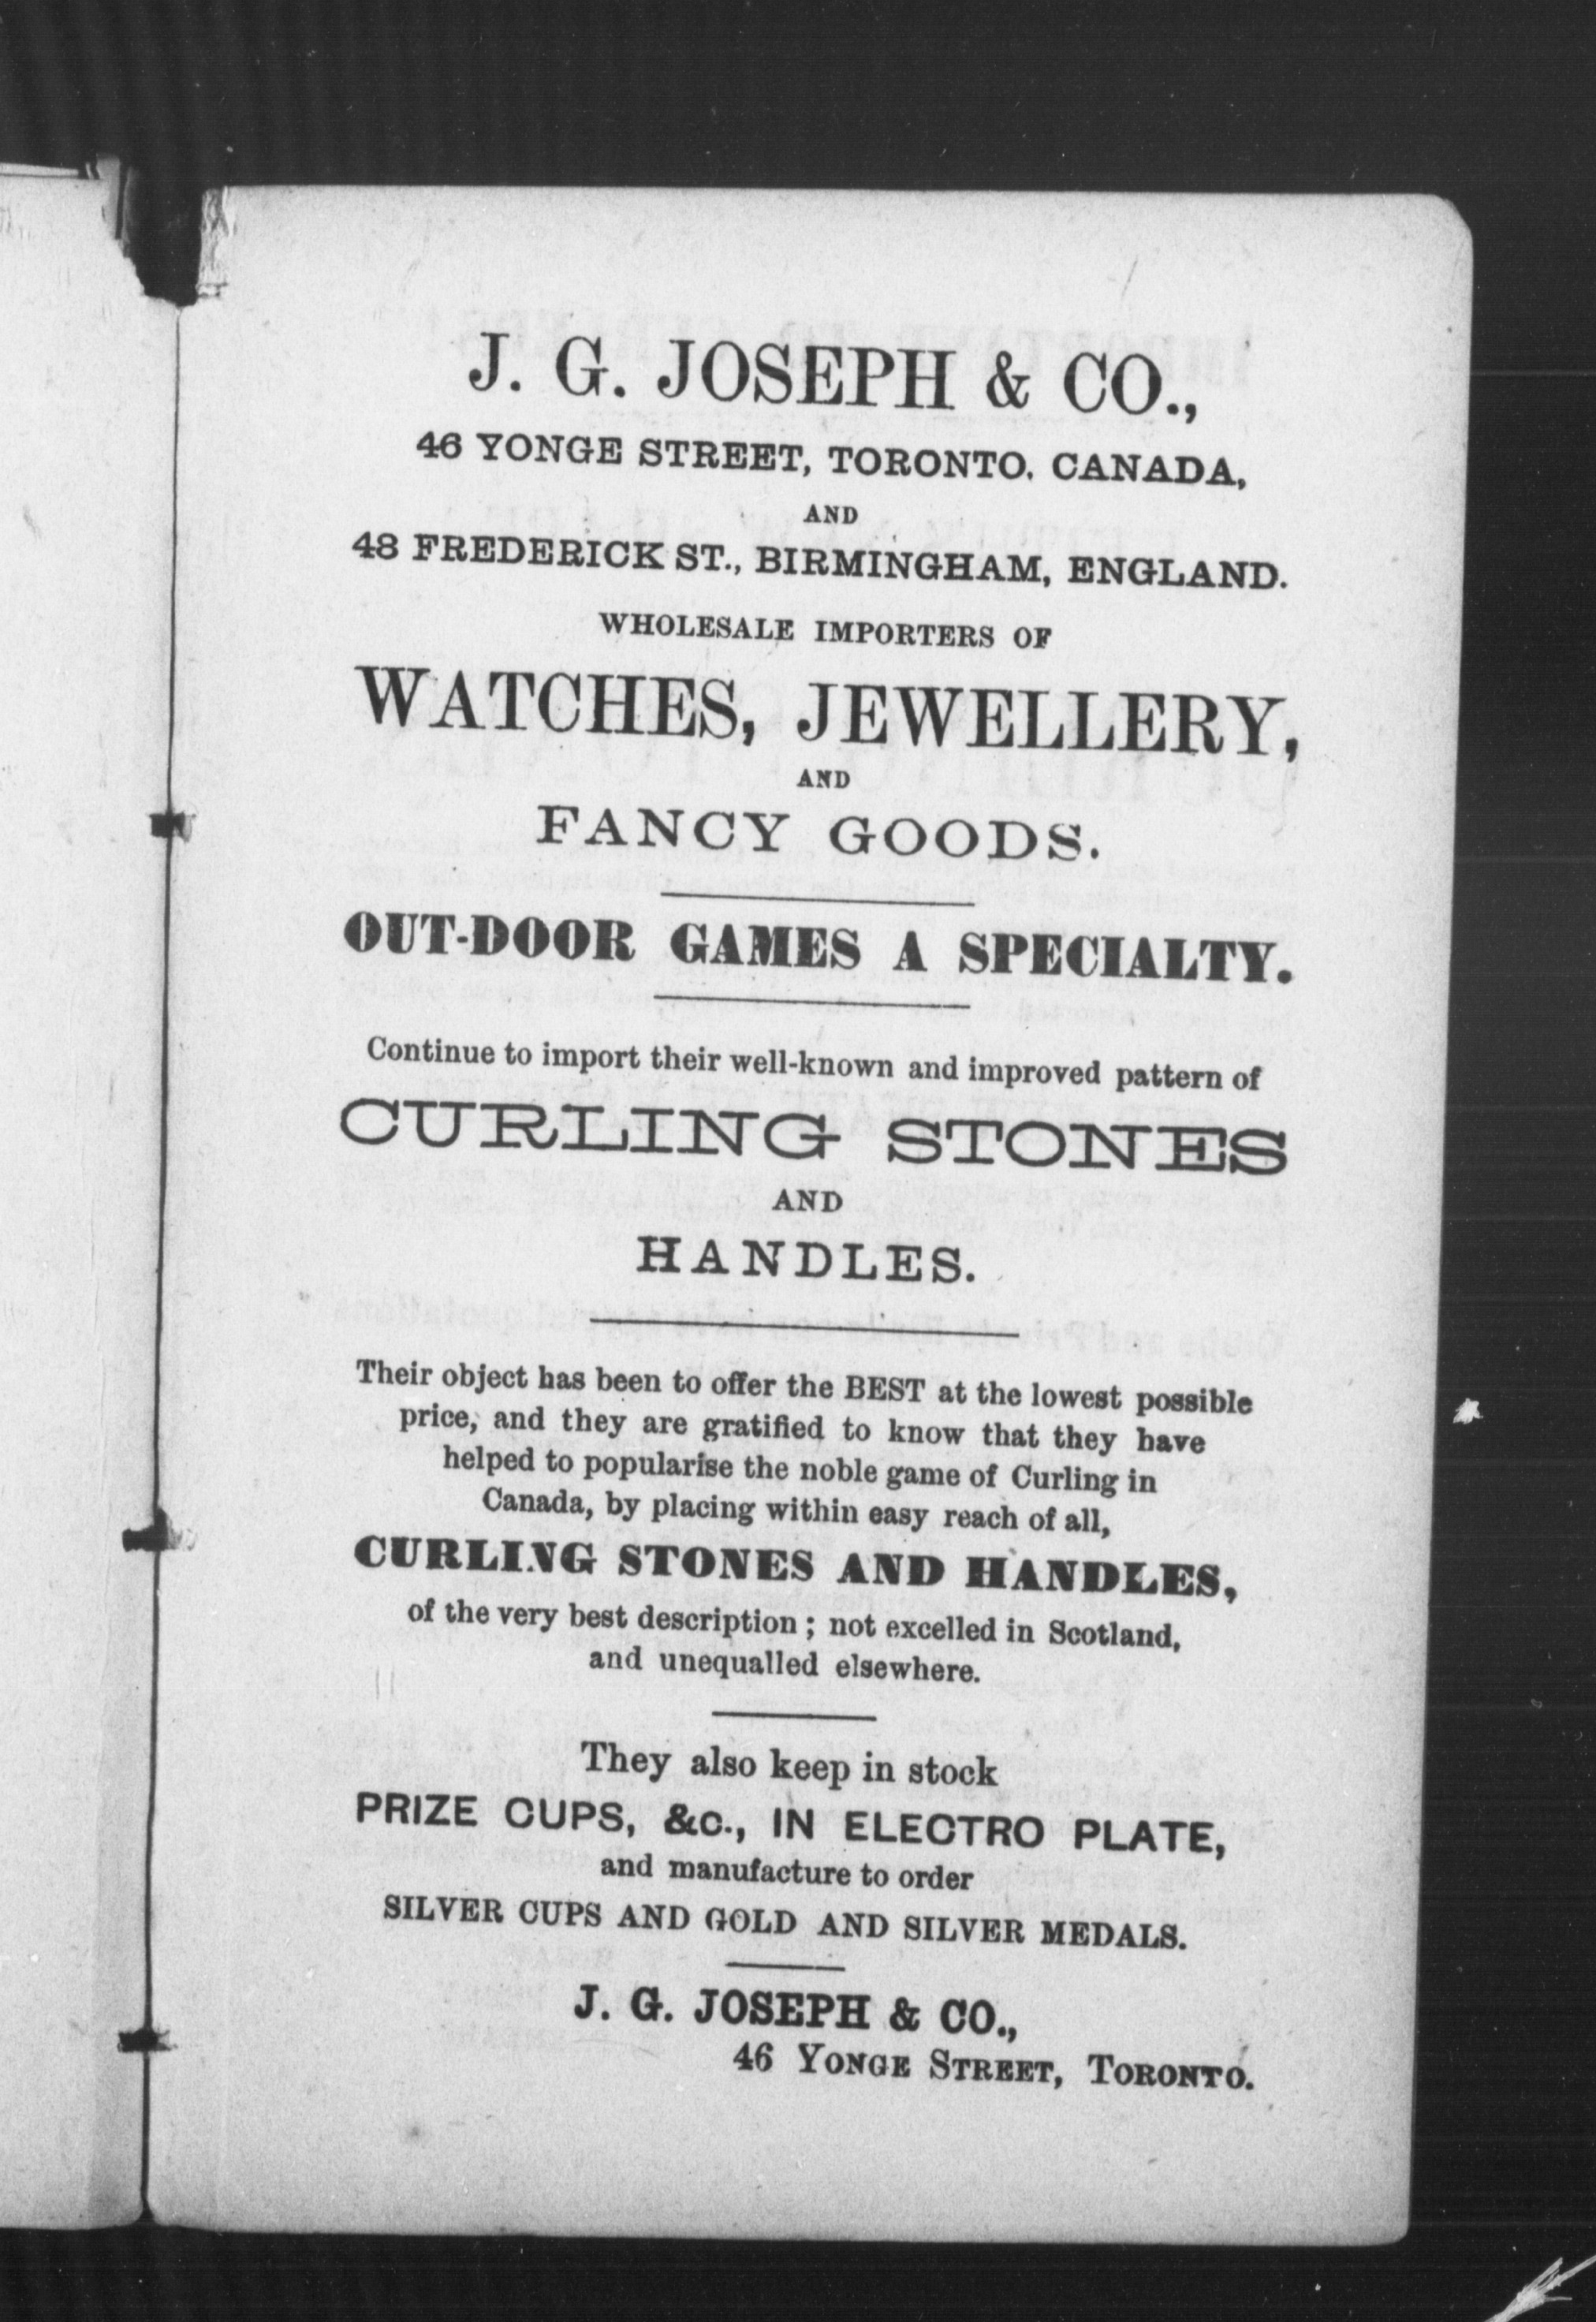 J. G. JOSEPH & CO.,
46 YONGE STREET, TORONTO. CANADA,
AND
48 FREDERICK ST., BIRMINGHAM, ENGLAND.
WHOLESALE IMPORTERS OF
WATCHES, JEWELLERY,
AND
FANCY GOODS.
OUT-DOOR GAMES A SPECIALTY.
Continue to import their well-known and improved pattern of
CURLING STONES
AND
HANDLES.
Their object has been to offer the BEST at the lowest possible
price, and they are gratified to know that they have
helped to popularise the noble game of Curling in
Canada, by placing within easy reach of all,
CURLING STONES AND HANDLES,
of the very best description; not excelled in Scotland,
and unequalled elsewhere.
They also keep in stock
PRIZE CUPS, &c., IN ELECTRO PLATE,
and manufacture to order
SILVER CUPS AND GOLD AND SILVER MEDALS.
J. G. JOSEPH & CO.,
46 YONGE STREET, TORONTO.